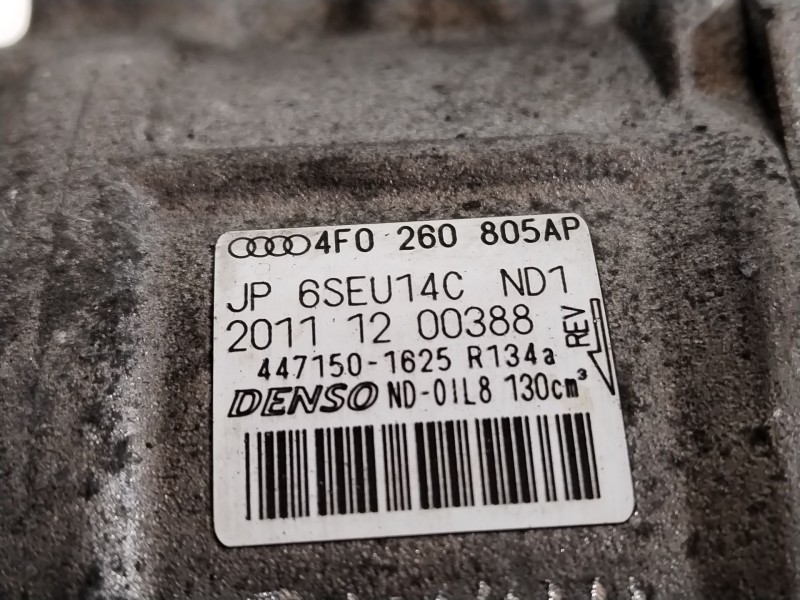 4F0 260 805AP
JP 6SEU14C ND1
2011 12 00388
447150-1625 R134a
REV
DENSO ND-OIL8 130cm³